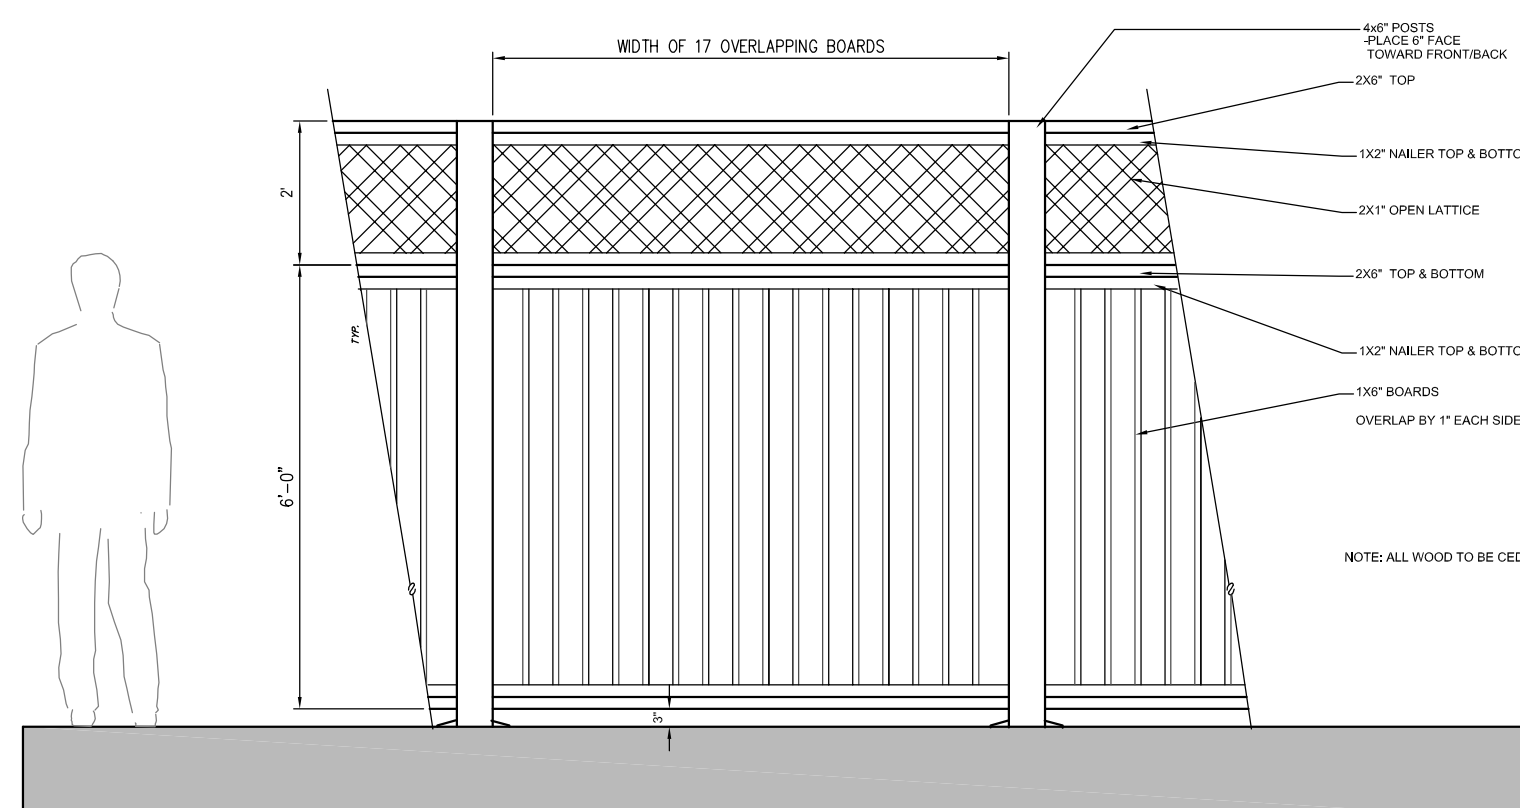 WIDTH OF 17 OVERLAPPING BOARDS
4x6" POSTS
-PLACE 6" FACE
TOWARD FRONT/BACK
2X6" TOP
1X2" NAILER TOP & BOTTO
2'
2X1" OPEN LATTICE
2X6" TOP & BOTTOM
TYP.
1X2" NAILER TOP & BOTTO
1X6" BOARDS
OVERLAP BY 1" EACH SIDE
6'-0"
NOTE: ALL WOOD TO BE CED
3"